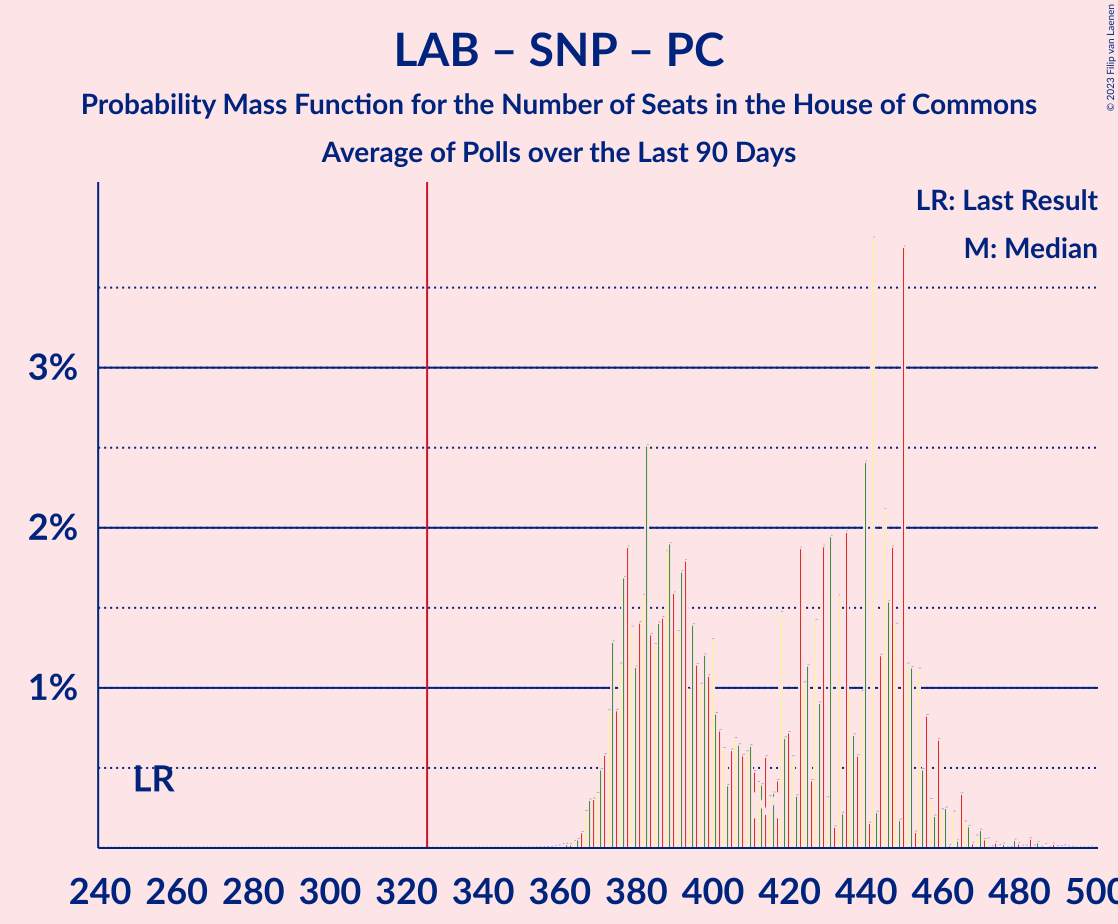 LAB – SNP – PC
Probability Mass Function for the Number of Seats in the House of Commons
Average of Polls over the Last 90 Days
© 2023 Filip van Laenen
LR: Last Result
M: Median
3%
2%
1%
LR
240 260 280 300 320 340 360 380 400 420 440 460 480 500